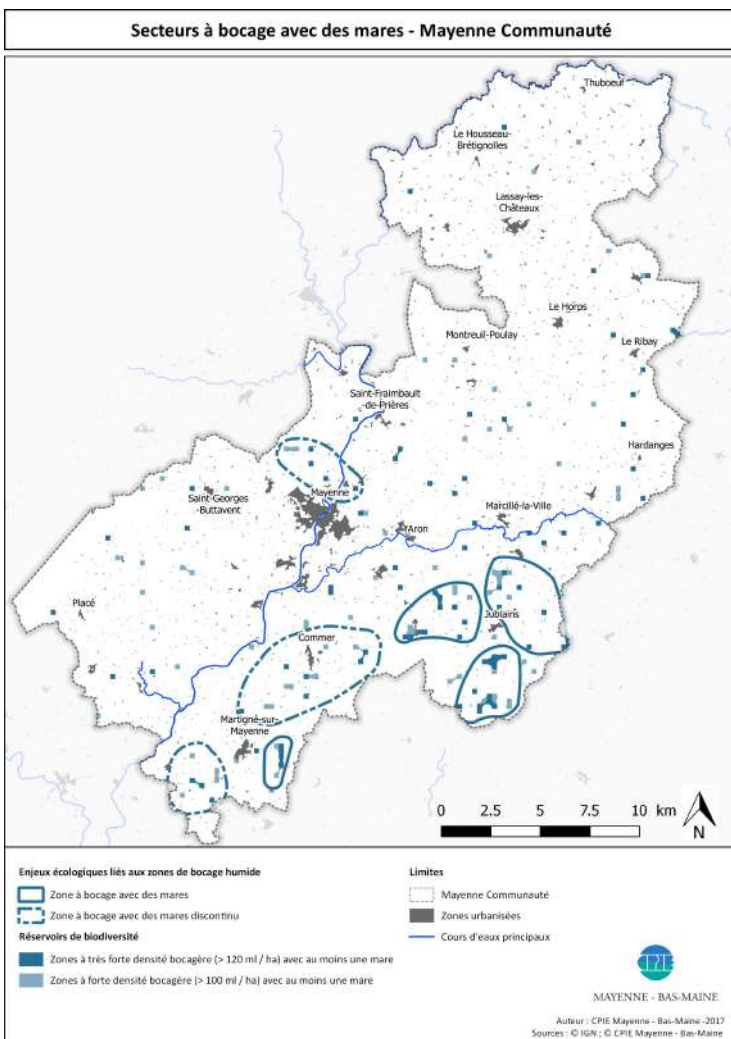 Secteurs à bocage avec des mares - Mayenne Communauté
Thuboeuf
Le Housseau-
Brétignolles
Lassay-les-
Châteaux
Le Horps
Montreuil-Poulay
Le Ribay
Saint-Fraimbault
-de-Prières
Hardanges
Saint-Georges
-Buttavent
Mayenne
Marcillé-la-Ville
Aron
Placé
Jublains
Commer
Martigné-sur-
Mayenne
0 2.5 5 7.5 10 km
N
Enjeux écologiques liés aux zones de bocage humide
Zone à bocage avec des mares
Zone à bocage avec des mares discontinu
Réservoirs de biodiversité
Zones à très forte densité bocagère (> 120 ml / ha) avec au moins une mare
Zones à forte densité bocagère (> 100 ml / ha) avec au moins une mare
Limites
Mayenne Communauté
Zones urbanisées
Cours d'eaux principaux
CPIE
MAYENNE - BAS-MAINE
Auteur : CPIE Mayenne - Bas-Maine -2017
Sources : © IGN ; © CPIE Mayenne - Bas-Maine